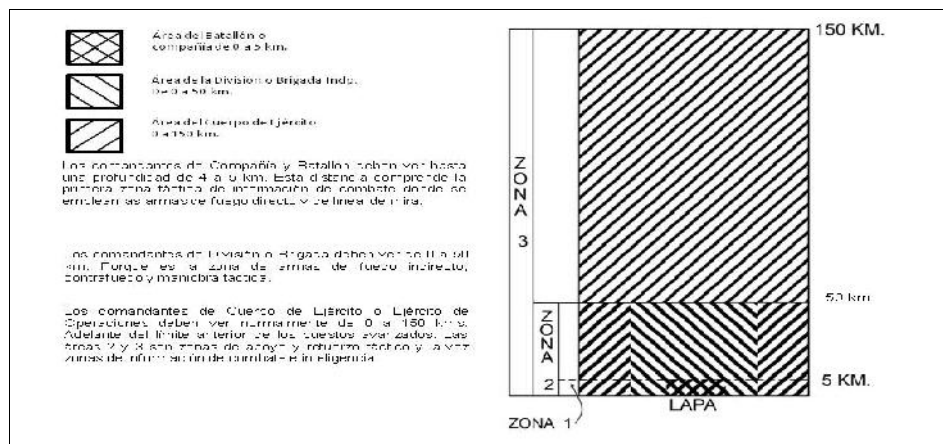 Área del Batallón o
compañia de 0 a 5 km.
Área de la División o Brigada Indp.
De 0 a 50 km.
Área del Cuerpo de Ejército
0 a 150 km.
Los comandantes de Compañía y Batallón deben ver hasta
una profundidad de 4 a 5 km. Esta distancia comprende la
primera zona táctica de información de combate donde se
emplean las armas de fuego directo y de línea de mira.
Los comandantes de División o Brigada deben ver de 0 a 50
km. Porque es la zona de armas de fuego indirecto,
contrafuego y maniobra táctica.
Los comandantes de Cuerpo de Ejército o Ejército de
Operaciones deben ver normalmente de 0 a 150 kms.
Adelante del límite anterior de los puestos avanzados. Las
áreas 2 y 3 son zonas de apoyo y refuerzo táctico y a la vez
zonas de información de combate e inteligencia
150 KM.
ZONA 3
50 km
ZONA 2
5 KM.
LAPA
ZONA 1